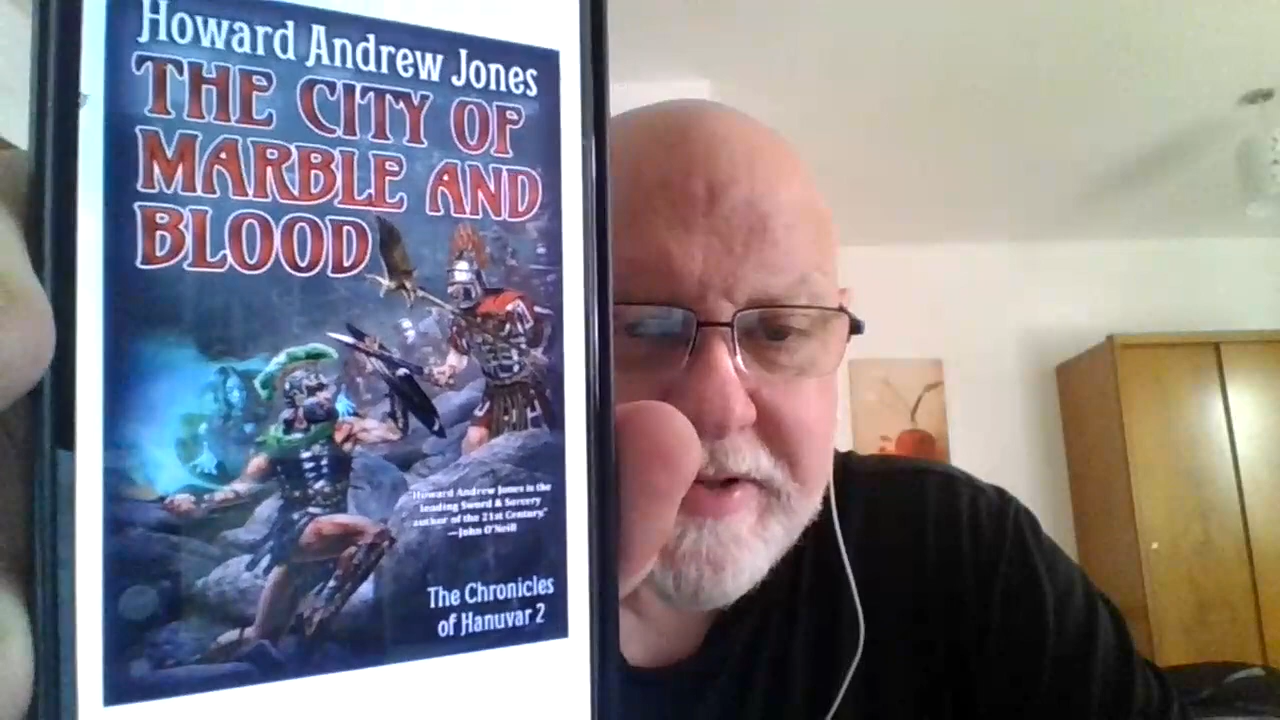 Howard Andrew Jones
THE CITY OF
MARBLE AND
BLOOD
"Howard Andrew Jones is the
leading Sword & Sorcery
author of the 21st Century."
—John O'Neill
The Chronicles
of Hanuvar 2